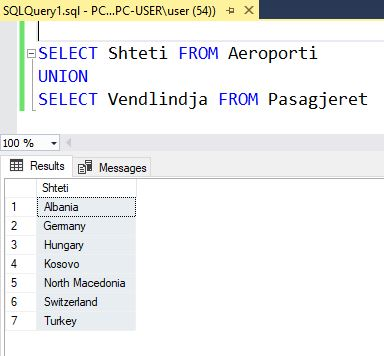 SQLQuery1.sql - PC...PC-USER\user (54))
SELECT Shteti FROM Aeroporti
UNION
SELECT Vendlindja FROM Pasagjeret
100 %
Results Messages
Shteti
1 Albania
2 Germany
3 Hungary
4 Kosovo
5 North Macedonia
6 Switzerland
7 Turkey